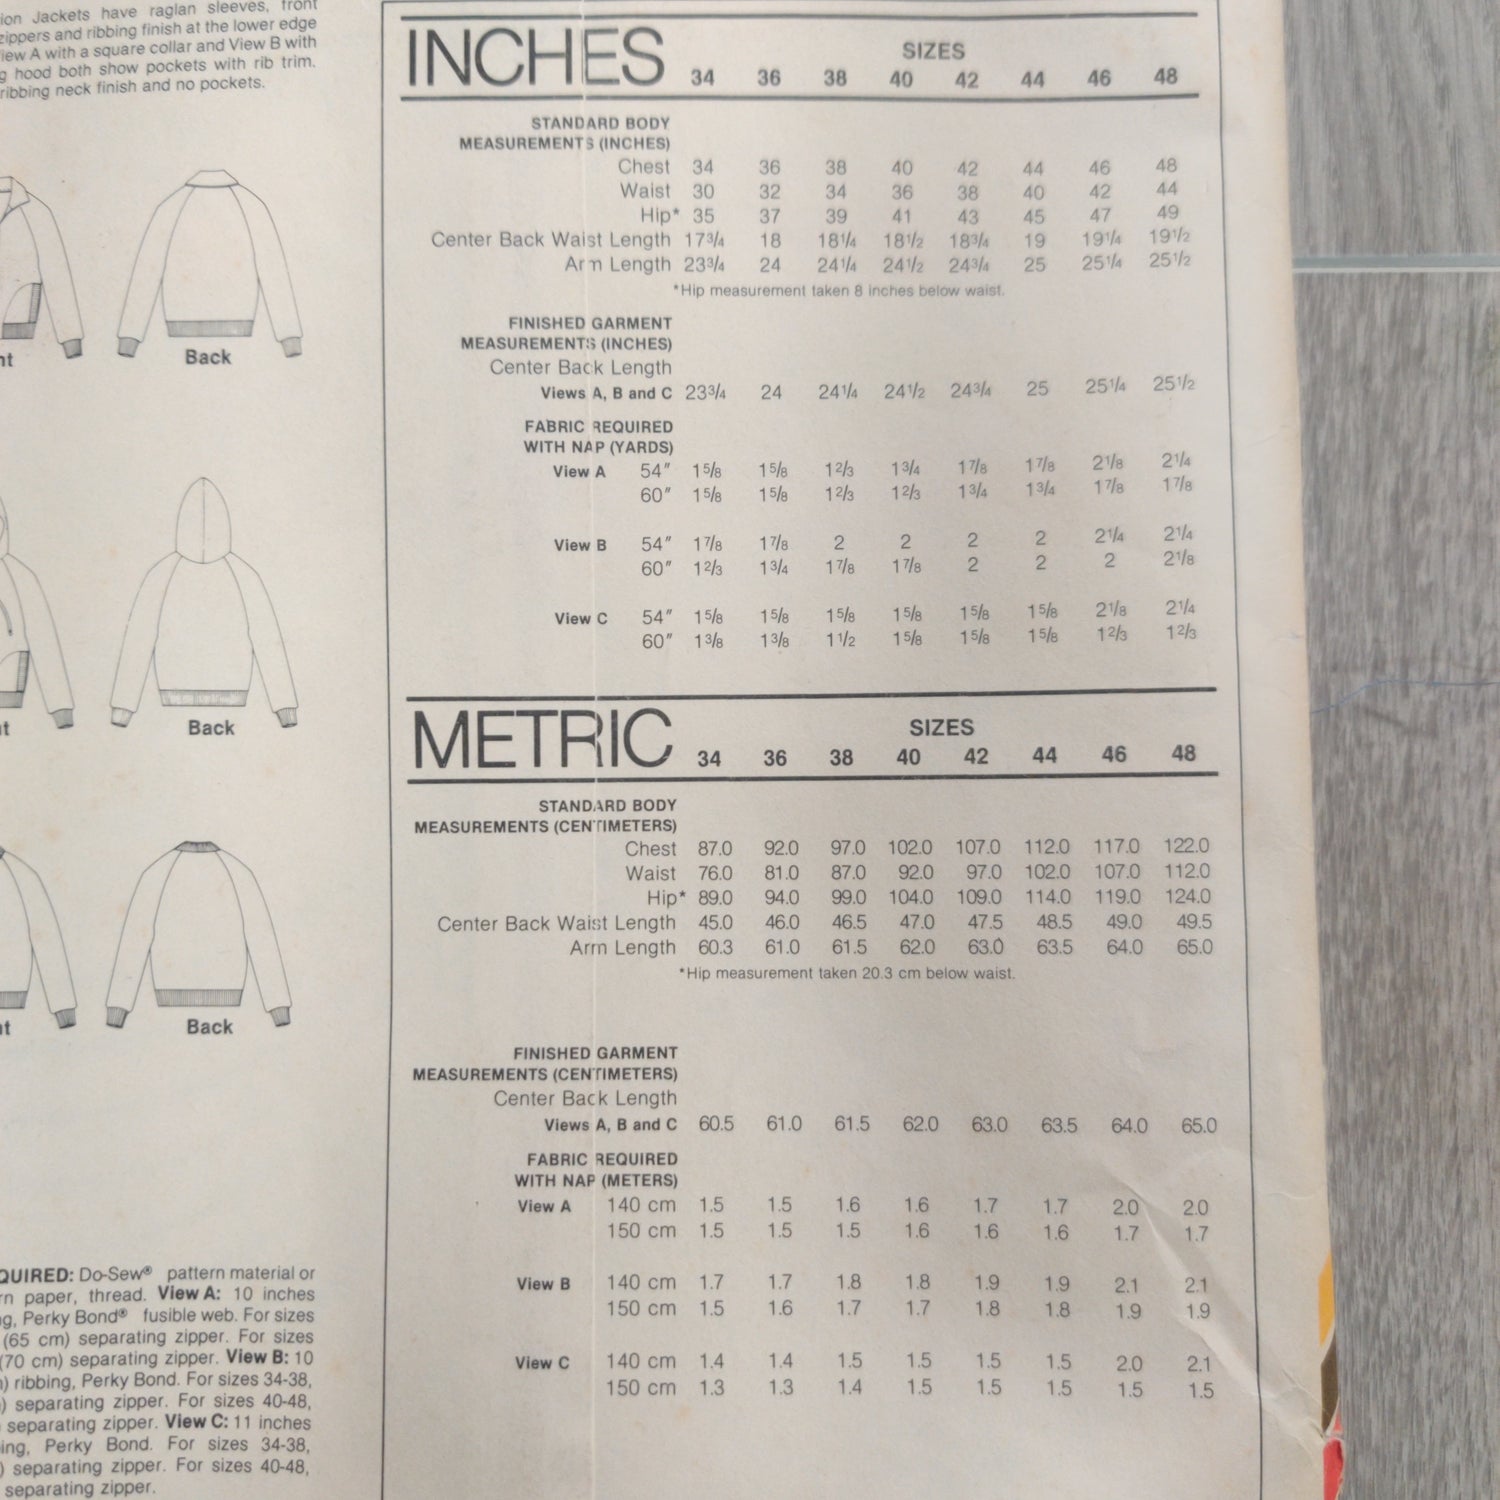 ion Jackets have raglan sleeves, front
zippers and ribbing finish at the lower edge
iew A with a square collar and View B with
g hood both show pockets with rib trim.
ribbing neck finish and no pockets.
Back
Back
Back
QUIRED: Do-Sew® pattern material or
rn paper, thread. View A: 10 inches
ng, Perky Bond® fusible web. For sizes
(65 cm) separating zipper. For sizes
(70 cm) separating zipper. View B: 10
) ribbing, Perky Bond. For sizes 34-38,
) separating zipper. For sizes 40-48,
separating zipper. View C: 11 inches
ing, Perky Bond. For sizes 34-38,
) separating zipper. For sizes 40-48,
separating zipper.
INCHES SIZES
34 36 38 40 42 44 46 48
STANDARD BODY
MEASUREMENTS (INCHES)
Chest 34 36 38 40 42 44 46 48
Waist 30 32 34 36 38 40 42 44
Hip* 35 37 39 41 43 45 47 49
Center Back Waist Length 17¾ 18 18¼ 18½ 18¾ 19 19¼ 19½
Arm Length 23¾ 24 24¼ 24½ 24¾ 25 25¼ 25½
*Hip measurement taken 8 inches below waist.
FINISHED GARMENT
MEASUREMENTS (INCHES)
Center Back Length
Views A, B and C 23¾ 24 24¼ 24½ 24¾ 25 25¼ 25½
FABRIC REQUIRED
WITH NAP (YARDS)
View A 54" 1⅝ 1⅝ 1⅔ 1¾ 1⅞ 1⅞ 2⅛ 2¼
60" 1⅝ 1⅝ 1⅔ 1⅔ 1¾ 1¾ 1⅞ 1⅞
View B 54" 1⅞ 1⅞ 2 2 2 2 2¼ 2¼
60" 1⅔ 1¾ 1⅞ 1⅞ 2 2 2 2⅛
View C 54" 1⅝ 1⅝ 1⅝ 1⅝ 1⅝ 1⅝ 2⅛ 2¼
60" 1⅜ 1⅜ 1½ 1⅝ 1⅝ 1⅝ 1⅔ 1⅔
METRIC SIZES
34 36 38 40 42 44 46 48
STANDARD BODY
MEASUREMENTS (CENTIMETERS)
Chest 87.0 92.0 97.0 102.0 107.0 112.0 117.0 122.0
Waist 76.0 81.0 87.0 92.0 97.0 102.0 107.0 112.0
Hip* 89.0 94.0 99.0 104.0 109.0 114.0 119.0 124.0
Center Back Waist Length 45.0 46.0 46.5 47.0 47.5 48.5 49.0 49.5
Arm Length 60.3 61.0 61.5 62.0 63.0 63.5 64.0 65.0
*Hip measurement taken 20.3 cm below waist.
FINISHED GARMENT
MEASUREMENTS (CENTIMETERS)
Center Back Length
Views A, B and C 60.5 61.0 61.5 62.0 63.0 63.5 64.0 65.0
FABRIC REQUIRED
WITH NAP (METERS)
View A 140 cm 1.5 1.5 1.6 1.6 1.7 1.7 2.0 2.0
150 cm 1.5 1.5 1.5 1.6 1.6 1.6 1.7 1.7
View B 140 cm 1.7 1.7 1.8 1.8 1.9 1.9 2.1 2.1
150 cm 1.5 1.6 1.7 1.7 1.8 1.8 1.9 1.9
View C 140 cm 1.4 1.4 1.5 1.5 1.5 1.5 2.0 2.1
150 cm 1.3 1.3 1.4 1.5 1.5 1.5 1.5 1.5